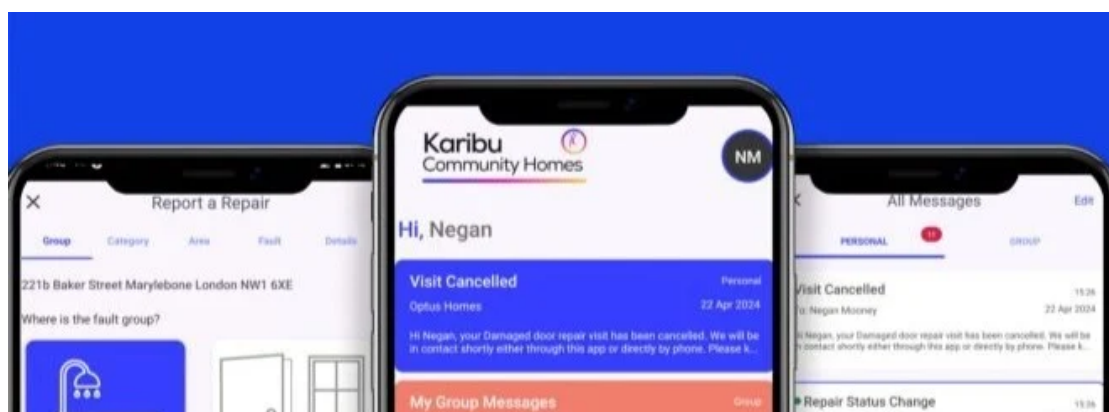 Report a Repair
Group Category Area Fault Details
221b Baker Street Marylebone London NW1 6XE
Where is the fault group?
Karibu
Community Homes
NM
Hi, Negan
Visit Cancelled Personal
Optus Homes 22 Apr 2024
Hi Negan, your Damaged door repair visit has been cancelled. We will be
in contact shortly either through this app or directly by phone. Please k...
My Group Messages Group
All Messages Edit
PERSONAL 11 GROUP
Visit Cancelled 15:26
To: Negan Mooney 22 Apr 2024
Hi Negan, your Damaged door repair visit has been cancelled. We will be
in contact shortly either through this app or directly by phone. Please k...
Repair Status Change 15:26